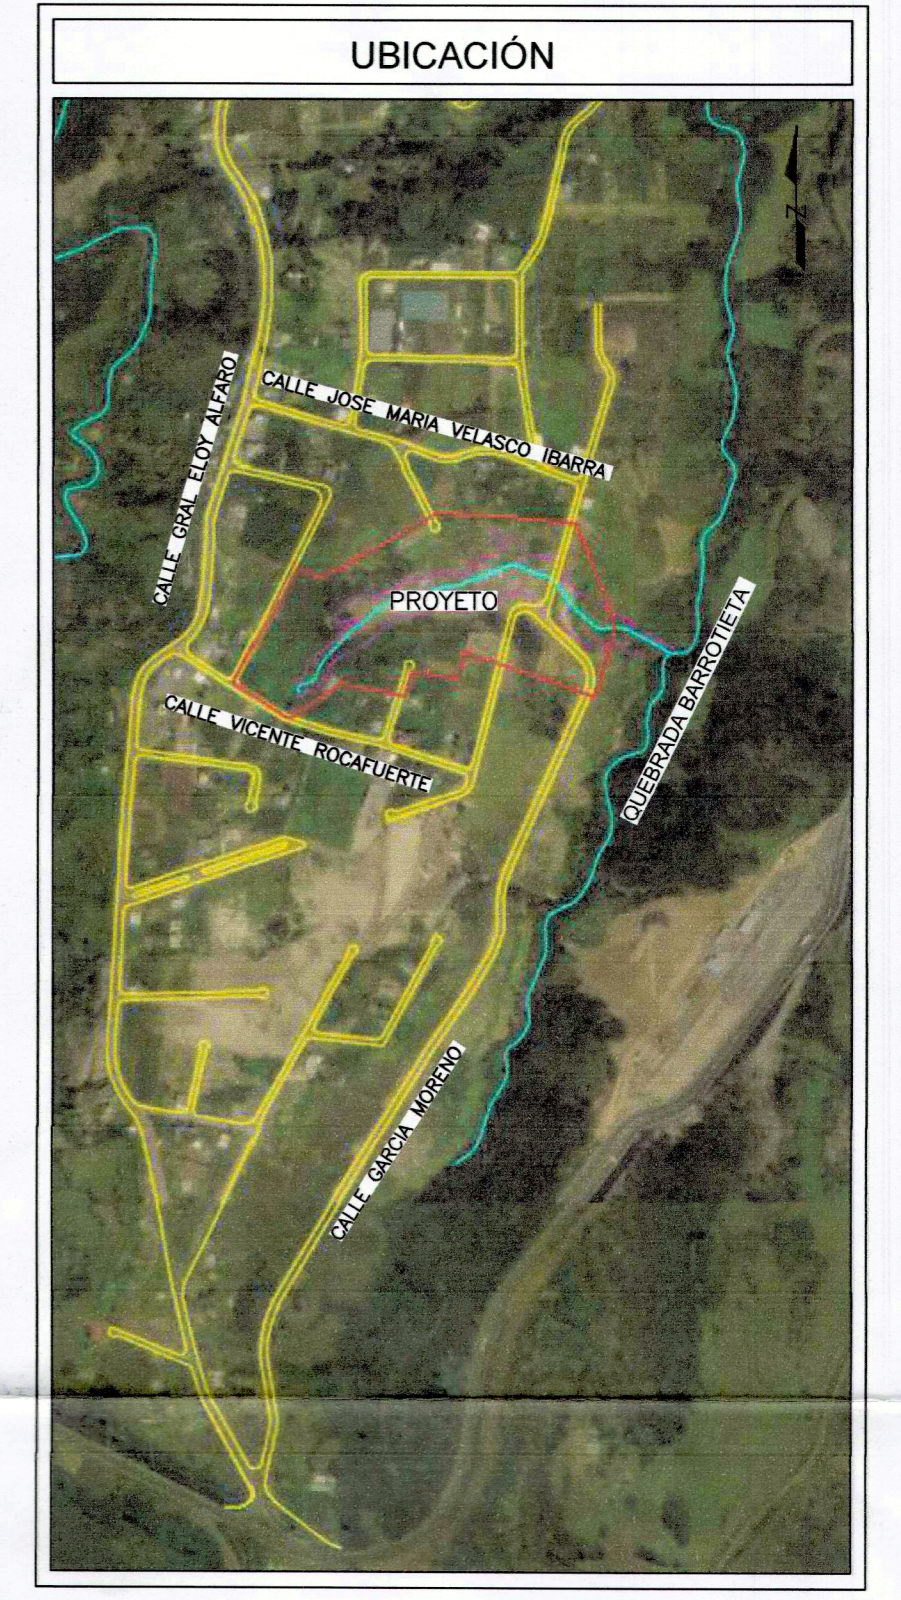 UBICACIÓN
N
CALLE GRAL ELOY ALFARO
CALLE JOSE MARIA VELASCO IBARRA
PROYETO
QUEBRADA BARROTIETA
CALLE VICENTE ROCAFUERTE
CALLE GARCIA MORENO